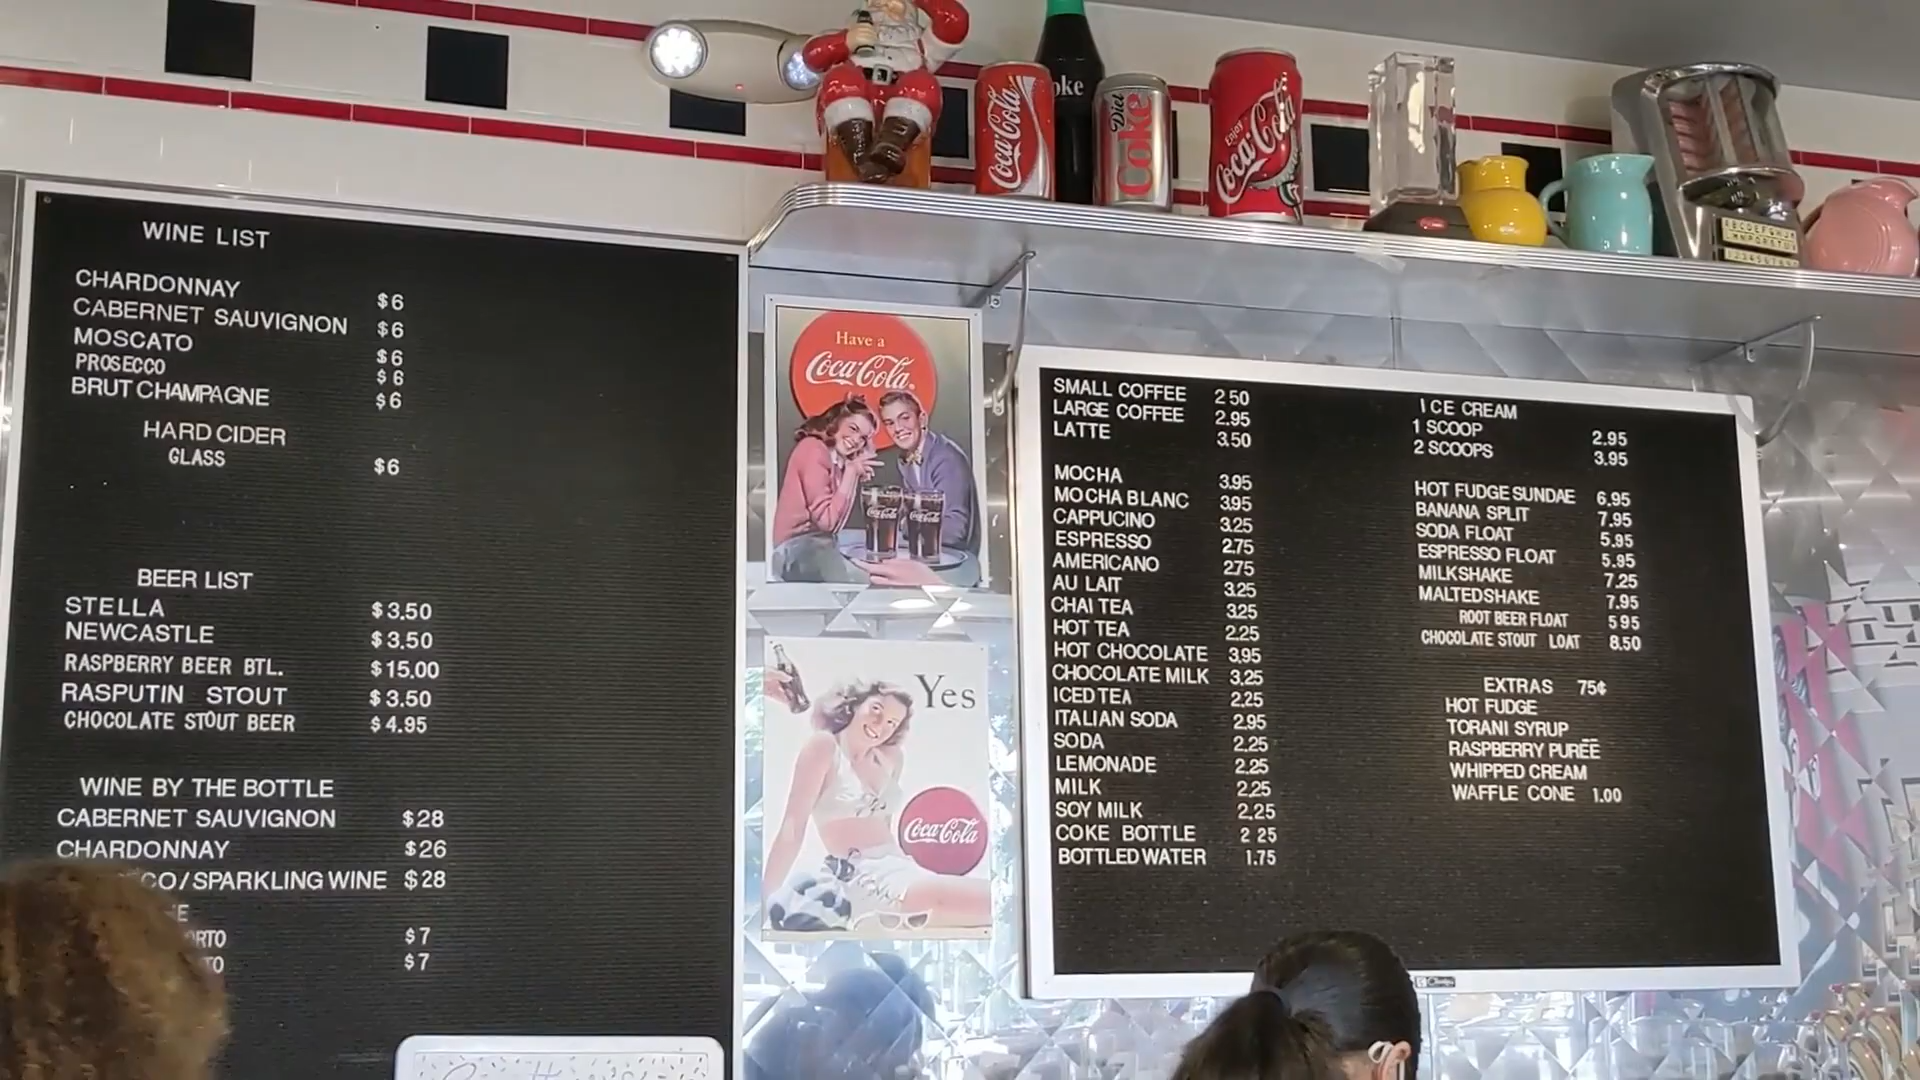 WINE LIST
CHARDONNAY $6
CABERNET SAUVIGNON $6
MOSCATO $6
PROSECCO $6
BRUT CHAMPAGNE $6
HARD CIDER
GLASS $6
BEER LIST
STELLA $3.50
NEWCASTLE $3.50
RASPBERRY BEER BTL. $15.00
RASPUTIN STOUT $3.50
CHOCOLATE STOUT BEER $4.95
WINE BY THE BOTTLE
CABERNET SAUVIGNON $28
CHARDONNAY $26
CO/SPARKLING WINE $28
E
ORTO $7
TO $7
Coca-Cola
oke
Diet
Coke
Enjoy
Coca-Cola
Have a
Coca-Cola
Coca-Cola
Coca-Cola
Yes
Coca-Cola
SMALL COFFEE 2 50
LARGE COFFEE 2.95
LATTE 3.50
MOCHA 3.95
MOCHA BLANC 3.95
CAPPUCINO 3.25
ESPRESSO 2.75
AMERICANO 2.75
AU LAIT 3.25
CHAI TEA 3.25
HOT TEA 2.25
HOT CHOCOLATE 3.95
CHOCOLATE MILK 3.25
ICED TEA 2.25
ITALIAN SODA 2.95
SODA 2.25
LEMONADE 2.25
MILK 2.25
SOY MILK 2.25
COKE BOTTLE 2 25
BOTTLED WATER 1.75
ICE CREAM
1 SCOOP 2.95
2 SCOOPS 3.95
HOT FUDGE SUNDAE 6.95
BANANA SPLIT 7.95
SODA FLOAT 5.95
ESPRESSO FLOAT 5.95
MILKSHAKE 7.25
MALTEDSHAKE 7.95
ROOT BEER FLOAT 5 95
CHOCOLATE STOUT LOAT 8.50
EXTRAS 75¢
HOT FUDGE
TORANI SYRUP
RASPBERRY PUREE
WHIPPED CREAM
WAFFLE CONE 1.00